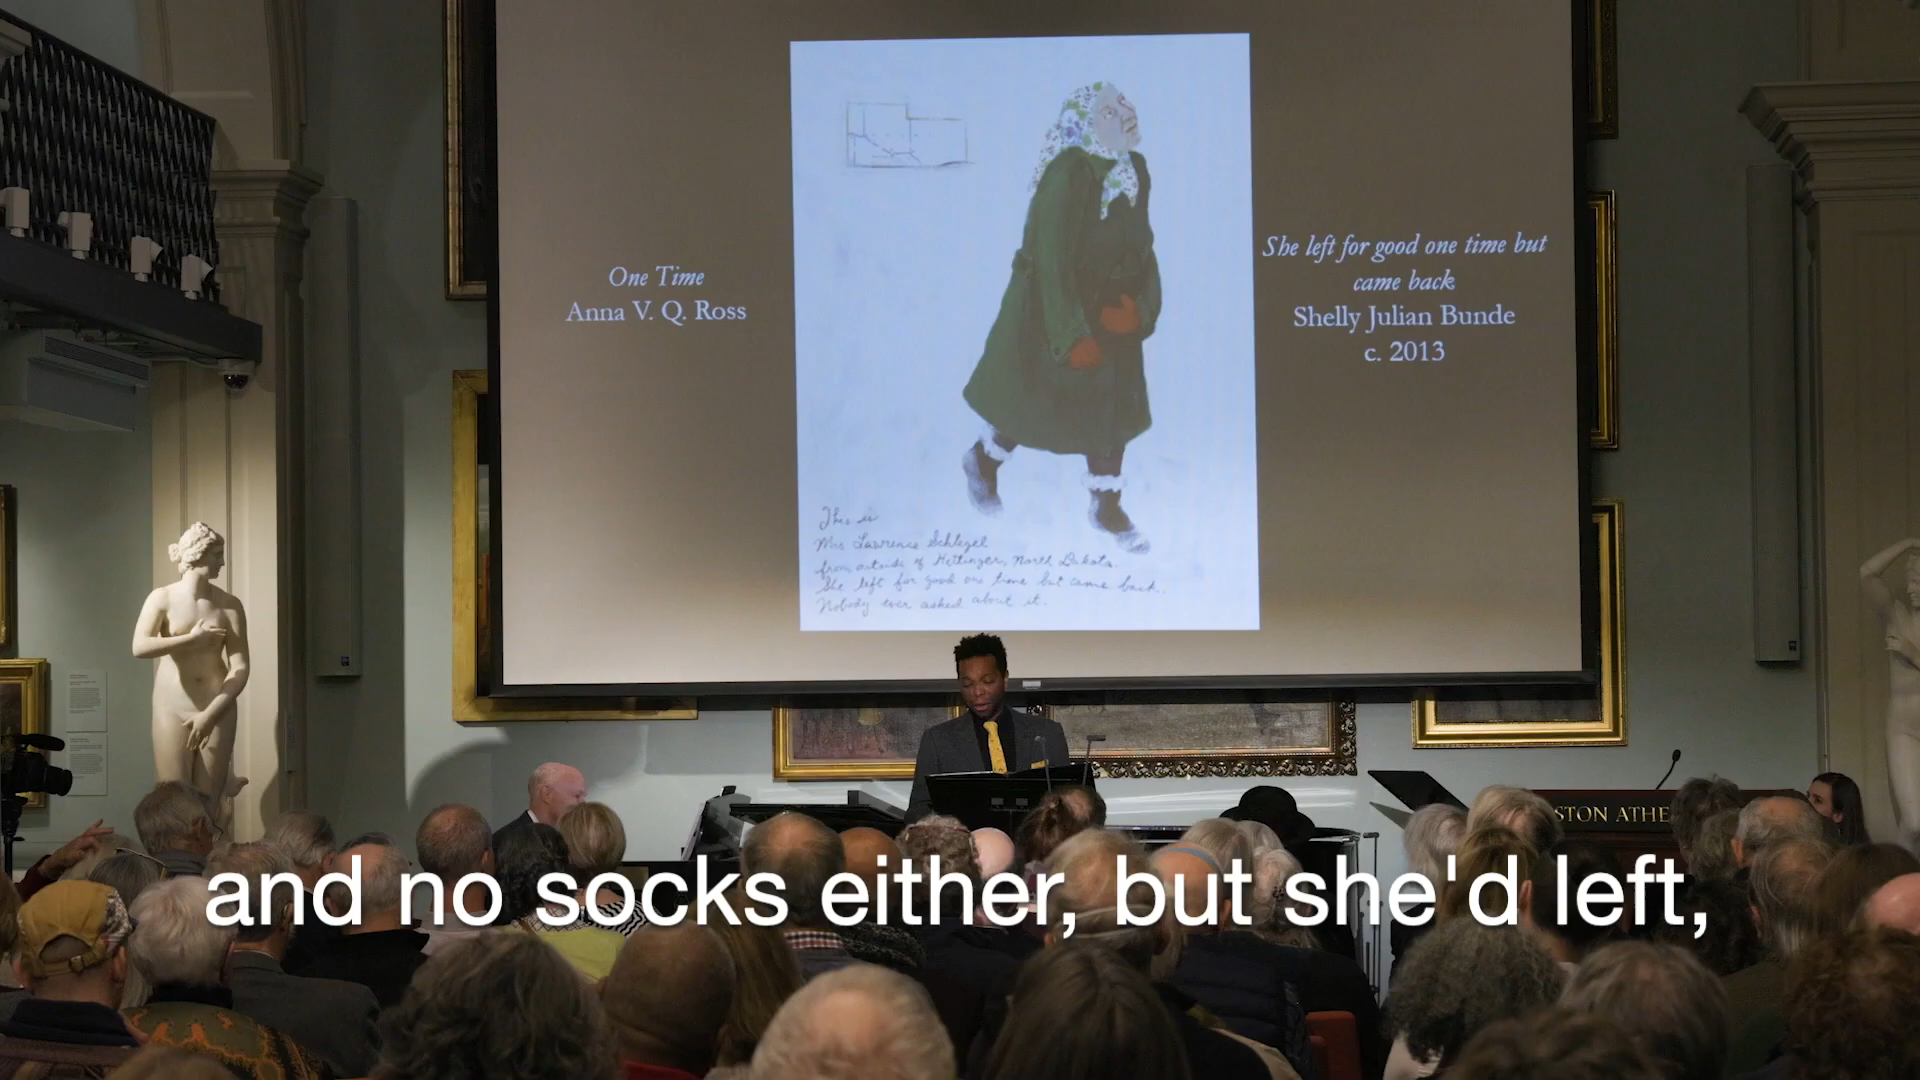 One Time
Anna V. Q. Ross
She left for good one time but
came back
Shelly Julian Bunde
c. 2013
This is
Mrs Lawrence Schlegel
from outside of Hettinger, North Dakota.
She left for good one time but came back.
Nobody ever asked about it.
STON ATHE
and no socks either, but she'd left,